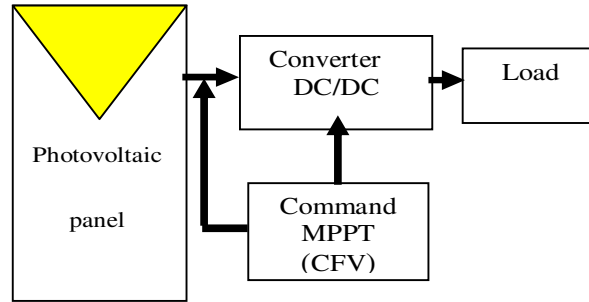 Photovoltaic
panel
Converter
DC/DC
Load
Command
MPPT
(CFV)